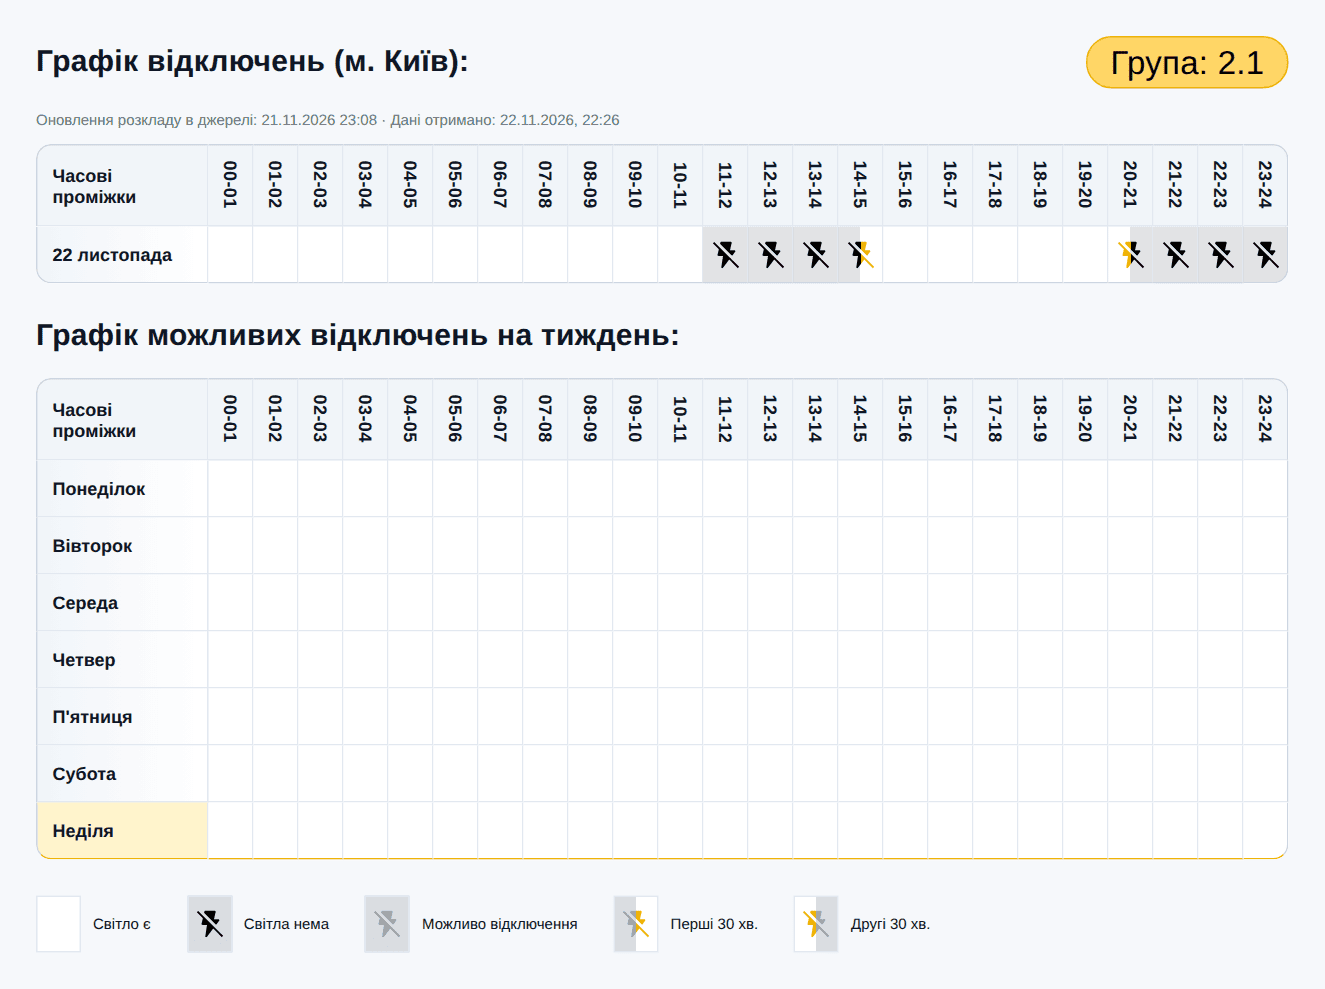 Графік відключень (м. Київ):
Група: 2.1
Оновлення розкладу в джерелі: 21.11.2026 23:08 · Дані отримано: 22.11.2026, 22:26
Часові
проміжки
00-01 01-02 02-03 03-04 04-05 05-06 06-07 07-08 08-09 09-10 10-11 11-12 12-13 13-14 14-15 15-16 16-17 17-18 18-19 19-20 20-21 21-22 22-23 23-24
22 листопада
Графік можливих відключень на тиждень:
Часові
проміжки
00-01 01-02 02-03 03-04 04-05 05-06 06-07 07-08 08-09 09-10 10-11 11-12 12-13 13-14 14-15 15-16 16-17 17-18 18-19 19-20 20-21 21-22 22-23 23-24
Понеділок
Вівторок
Середа
Четвер
П'ятниця
Субота
Неділя
Світло є
Світла нема
Можливо відключення
Перші 30 хв.
Другі 30 хв.